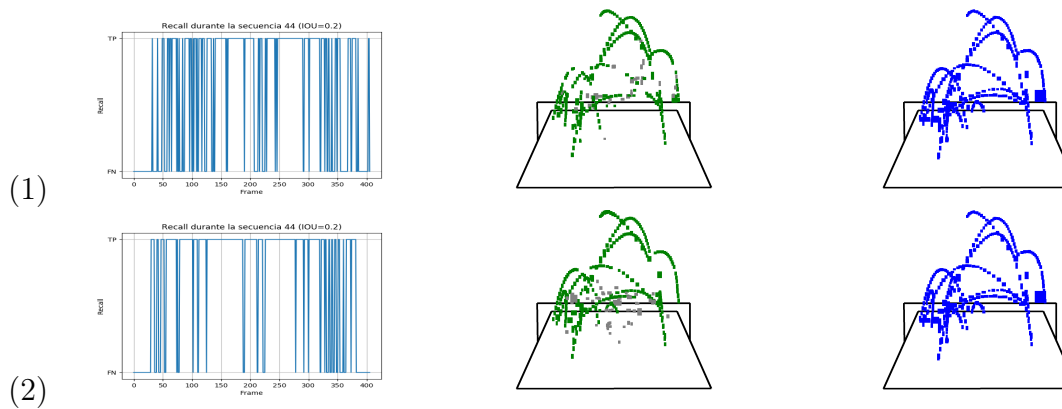 Recall durante la secuencia 44 (IOU=0.2)
TP
Recall
FN
0 50 100 150 200 250 300 350 400
Frame
(1)
Recall durante la secuencia 44 (IOU=0.2)
TP
Recall
FN
0 50 100 150 200 250 300 350 400
Frame
(2)